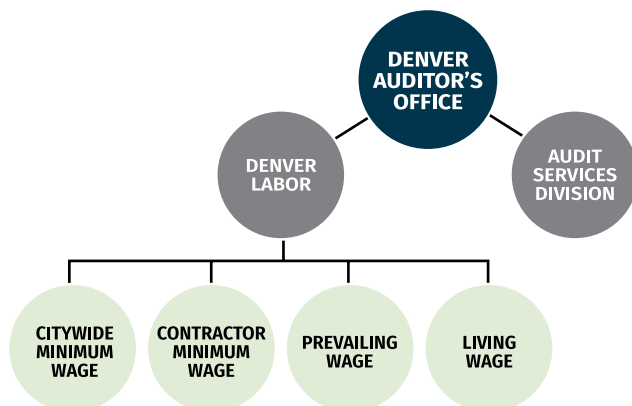 DENVER
AUDITOR'S
OFFICE
DENVER
LABOR
AUDIT
SERVICES
DIVISION
CITYWIDE
MINIMUM
WAGE
CONTRACTOR
MINIMUM
WAGE
PREVAILING
WAGE
LIVING
WAGE